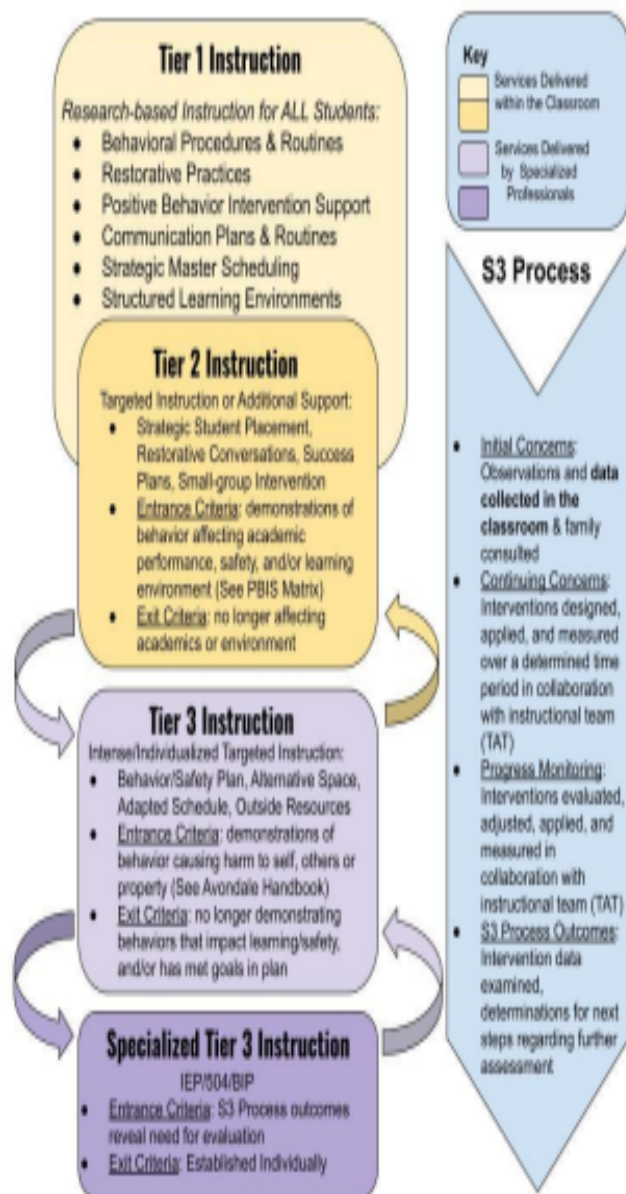 Tier 1 Instruction
Research-based Instruction for ALL Students:
• Behavioral Procedures & Routines
• Restorative Practices
• Positive Behavior Intervention Support
• Communication Plans & Routines
• Strategic Master Scheduling
• Structured Learning Environments
Tier 2 Instruction
Targeted Instruction or Additional Support:
• Strategic Student Placement,
Restorative Conversations, Success
Plans, Small-group Intervention
• Entrance Criteria: demonstrations of
behavior affecting academic
performance, safety, and/or learning
environment (See PBIS Matrix)
• Exit Criteria: no longer affecting
academics or environment
Tier 3 Instruction
Intense/Individualized Targeted Instruction:
• Behavior/Safety Plan, Alternative Space,
Adapted Schedule, Outside Resources
• Entrance Criteria: demonstrations of
behavior causing harm to self, others or
property (See Avondale Handbook)
• Exit Criteria: no longer demonstrating
behaviors that impact learning/safety,
and/or has met goals in plan
Specialized Tier 3 Instruction
IEP/504/BIP
• Entrance Criteria: S3 Process outcomes
reveal need for evaluation
• Exit Criteria: Established Individually
Key
Services Delivered
within the Classroom
Services Delivered
by Specialized
Professionals
S3 Process
• Initial Concerns:
Observations and data
collected in the
classroom & family
consulted
• Continuing Concerns:
Interventions designed,
applied, and measured
over a determined time
period in collaboration
with instructional team
(TAT)
• Progress Monitoring:
Interventions evaluated,
adjusted, applied, and
measured in
collaboration with
instructional team (TAT)
• S3 Process Outcomes:
Intervention data
examined,
determinations for next
steps regarding further
assessment